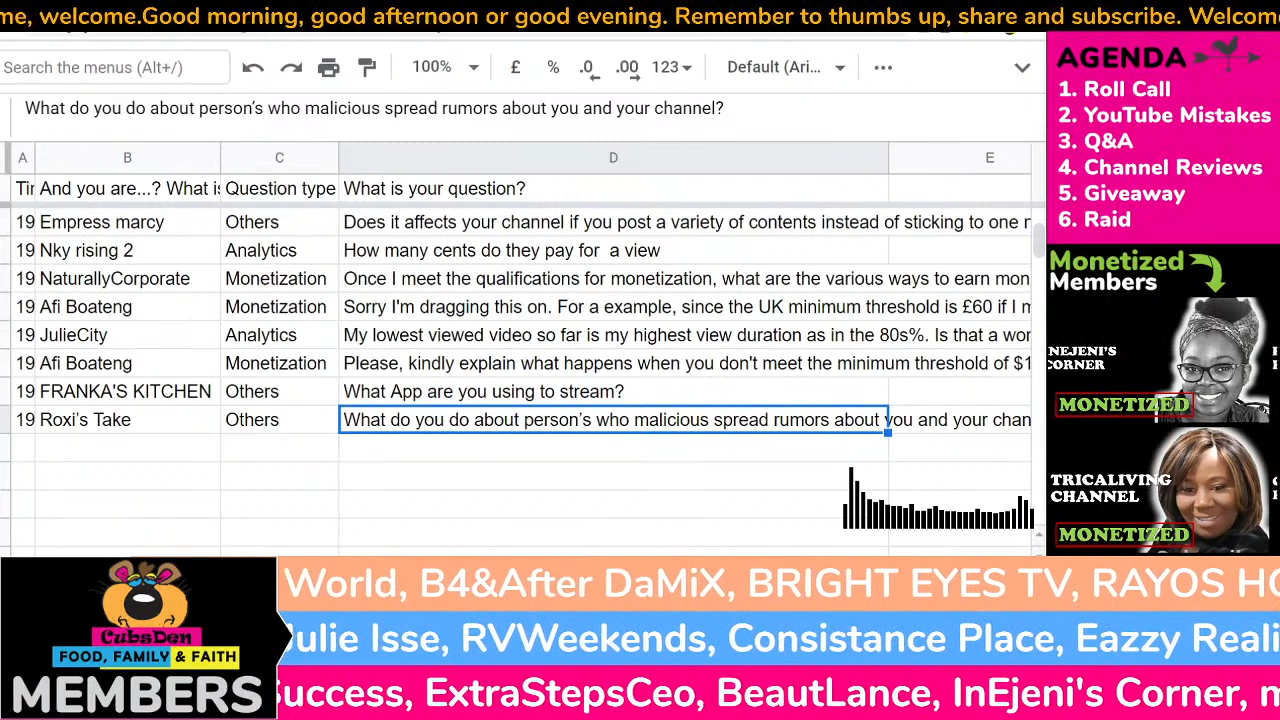 me, welcome.Good morning, good afternoon or good evening. Remember to thumbs up, share and subscribe. Welcome
Search the menus (Alt+/)
100%
£
%
.0
.00
123
Default (Ari...
What do you do about person’s who malicious spread rumors about you and your channel?
A B C D E
And you are...? What is Question type What is your question?
19 Empress marcy Others Does it affects your channel if you post a variety of contents instead of sticking to one
19 Nky rising 2 Analytics How many cents do they pay for  a view
19 NaturallyCorporate Monetization Once I meet the qualifications for monetization, what are the various ways to earn mon
19 Afi Boateng Monetization Sorry I'm dragging this on. For a example, since the UK minimum threshold is £60 if I m
19 JulieCity Analytics My lowest viewed video so far is my highest view duration as in the 80s%. Is that a wor
19 Afi Boateng Monetization Please, kindly explain what happens when you don't meet the minimum threshold of $1
19 FRANKA'S KITCHEN Others What App are you using to stream?
19 Roxi’s Take Others What do you do about person’s who malicious spread rumors about you and your chan
AGENDA
1. Roll Call
2. YouTube Mistakes
3. Q&A
4. Channel Reviews
5. Giveaway
6. Raid
Monetized
Members
NEJENI'S
CORNER
MONETIZED
TRICALIVING
CHANNEL
MONETIZED
CubsDen
FOOD, FAMILY & FAITH
MEMBERS
World, B4&After DaMiX, BRIGHT EYES TV, RAYOS HO
Julie Isse, RVWeekends, Consistance Place, Eazzy Reali
Success, ExtraStepsCeo, BeautLance, InEjeni's Corner, m